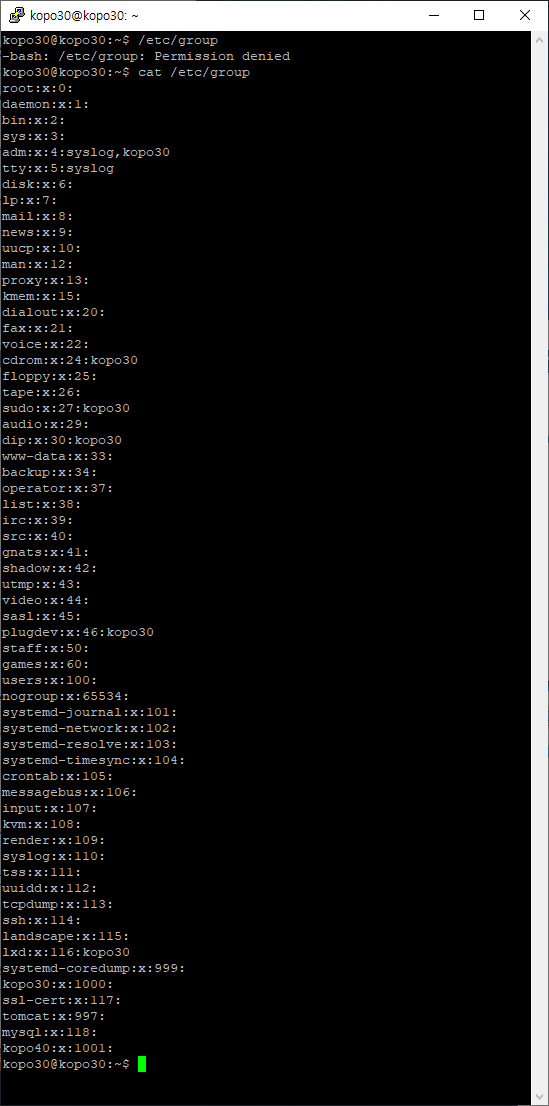 kopo30@kopo30: ~
kopo30@kopo30:~$ /etc/group
-bash: /etc/group: Permission denied
kopo30@kopo30:~$ cat /etc/group
root:x:0:
daemon:x:1:
bin:x:2:
sys:x:3:
adm:x:4:syslog,kopo30
tty:x:5:syslog
disk:x:6:
lp:x:7:
mail:x:8:
news:x:9:
uucp:x:10:
man:x:12:
proxy:x:13:
kmem:x:15:
dialout:x:20:
fax:x:21:
voice:x:22:
cdrom:x:24:kopo30
floppy:x:25:
tape:x:26:
sudo:x:27:kopo30
audio:x:29:
dip:x:30:kopo30
www-data:x:33:
backup:x:34:
operator:x:37:
list:x:38:
irc:x:39:
src:x:40:
gnats:x:41:
shadow:x:42:
utmp:x:43:
video:x:44:
sasl:x:45:
plugdev:x:46:kopo30
staff:x:50:
games:x:60:
users:x:100:
nogroup:x:65534:
systemd-journal:x:101:
systemd-network:x:102:
systemd-resolve:x:103:
systemd-timesync:x:104:
crontab:x:105:
messagebus:x:106:
input:x:107:
kvm:x:108:
render:x:109:
syslog:x:110:
tss:x:111:
uuidd:x:112:
tcpdump:x:113:
ssh:x:114:
landscape:x:115:
lxd:x:116:kopo30
systemd-coredump:x:999:
kopo30:x:1000:
ssl-cert:x:117:
tomcat:x:997:
mysql:x:118:
kopo40:x:1001:
kopo30@kopo30:~$